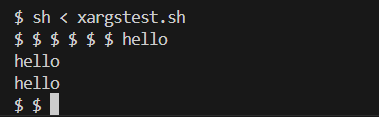 $ sh < xargstest.sh
$ $ $ $ $ $ hello
hello
hello
$ $